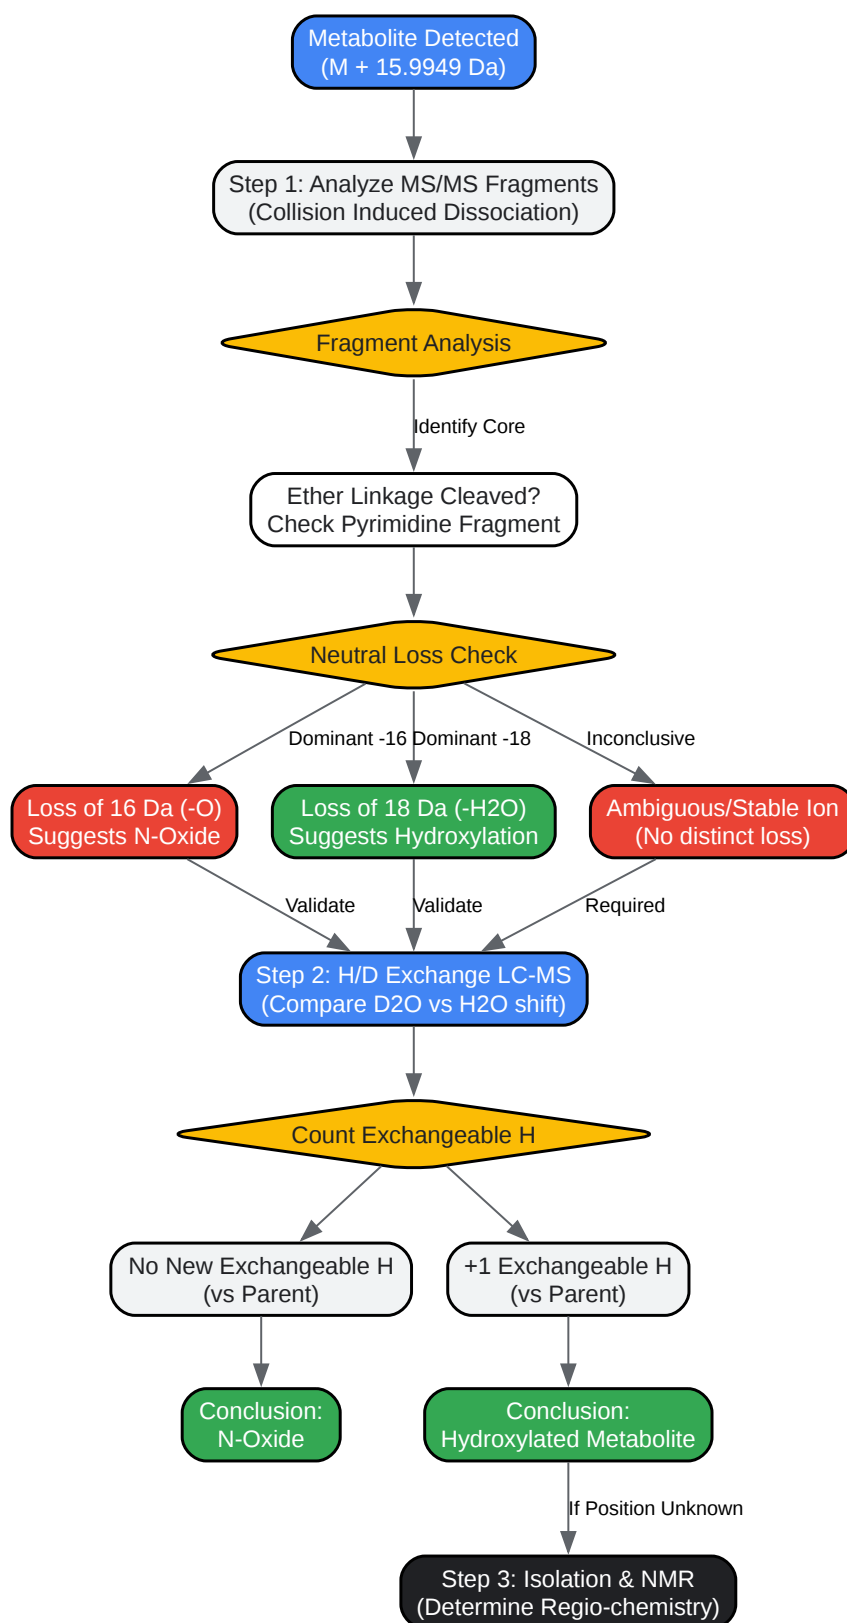 Metabolite Detected
(M + 15.9949 Da)
Step 1: Analyze MS/MS Fragments
(Collision Induced Dissociation)
Fragment Analysis
Identify Core
Ether Linkage Cleaved?
Check Pyrimidine Fragment
Neutral Loss Check
Dominant -16
Dominant -18
Inconclusive
Loss of 16 Da (-O)
Suggests N-Oxide
Loss of 18 Da (-H2O)
Suggests Hydroxylation
Ambiguous/Stable Ion
(No distinct loss)
Validate
Validate
Required
Step 2: H/D Exchange LC-MS
(Compare D2O vs H2O shift)
Count Exchangeable H
No New Exchangeable H
(vs Parent)
+1 Exchangeable H
(vs Parent)
Conclusion:
N-Oxide
Conclusion:
Hydroxylated Metabolite
If Position Unknown
Step 3: Isolation & NMR
(Determine Regio-chemistry)